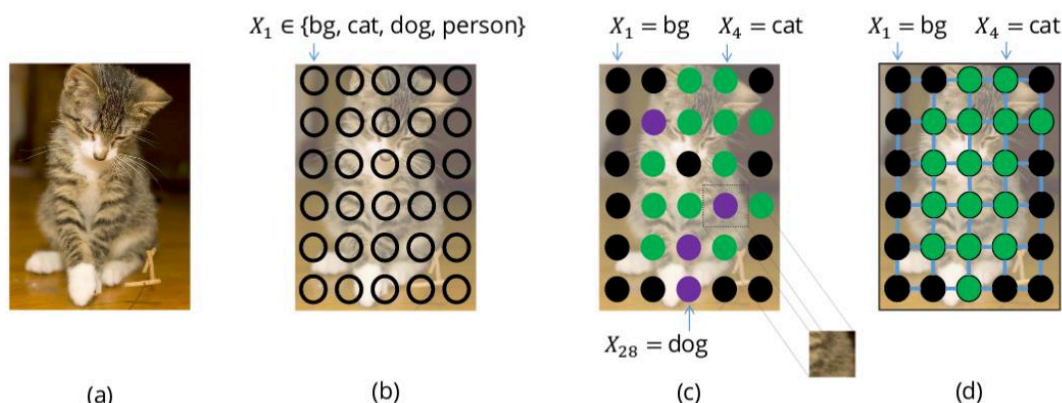 X₁ ∈ {bg, cat, dog, person}
X₁ = bg
X₄ = cat
X₁ = bg
X₄ = cat
X₂₈ = dog
(a)
(b)
(c)
(d)